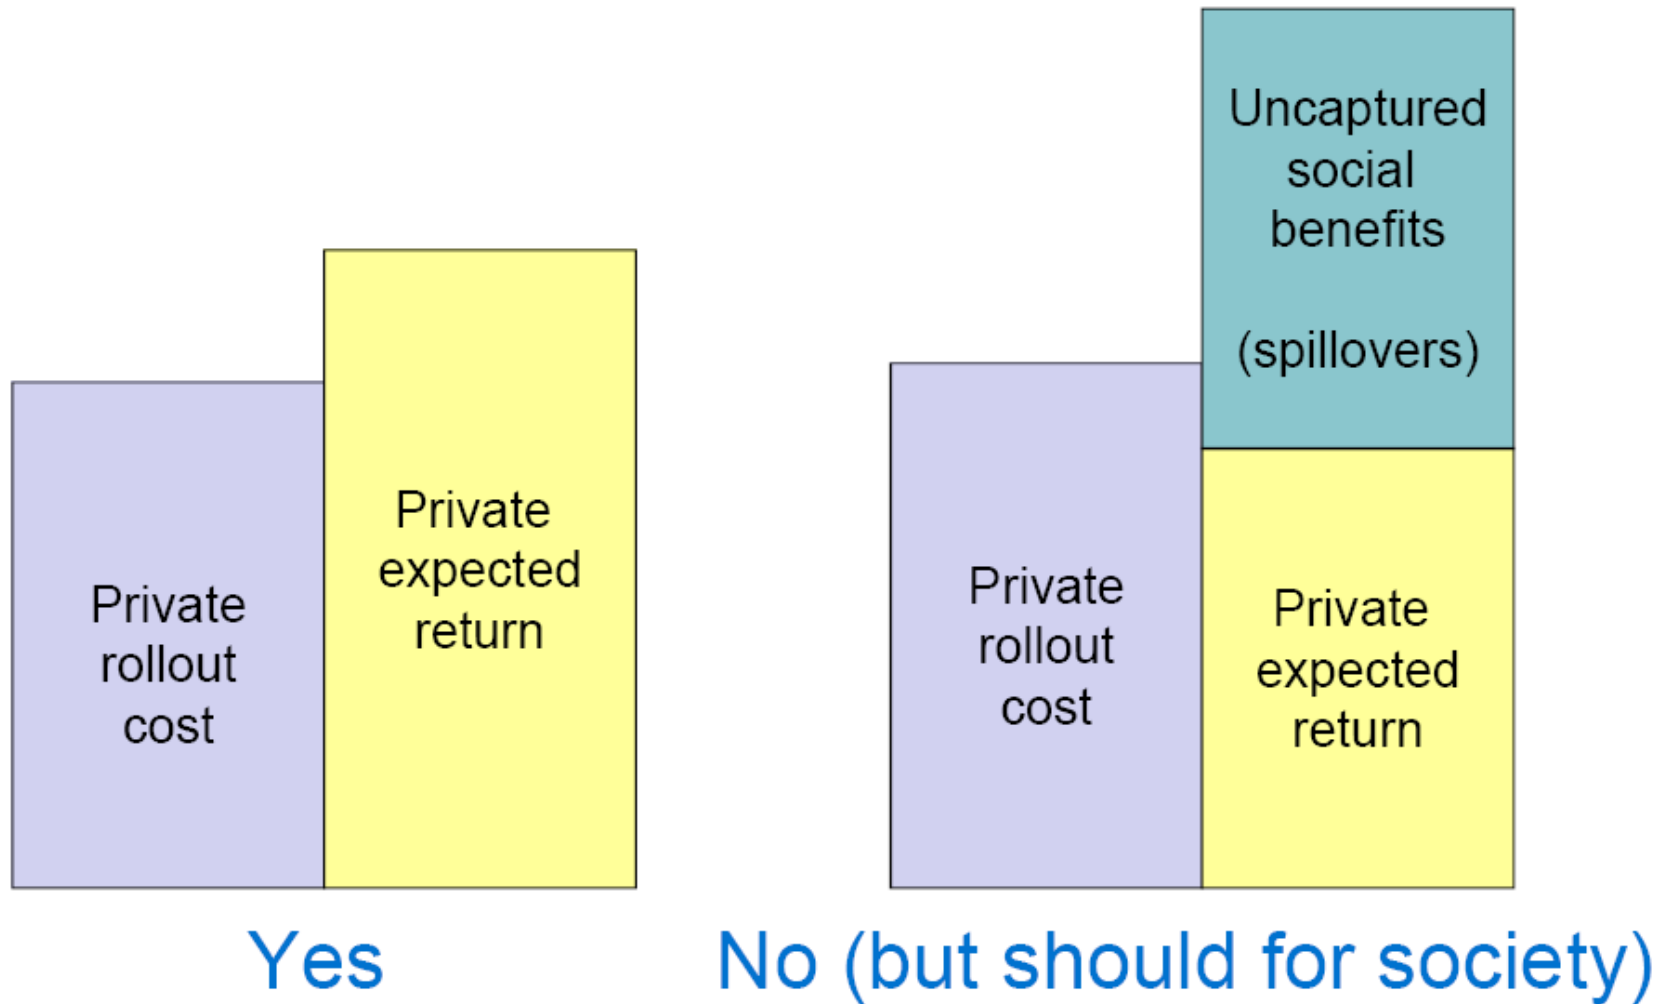 Private
rollout
cost
Private
expected
return
Yes
Private
rollout
cost
Uncaptured
social
benefits
(spillovers)
Private
expected
return
No (but should for society)